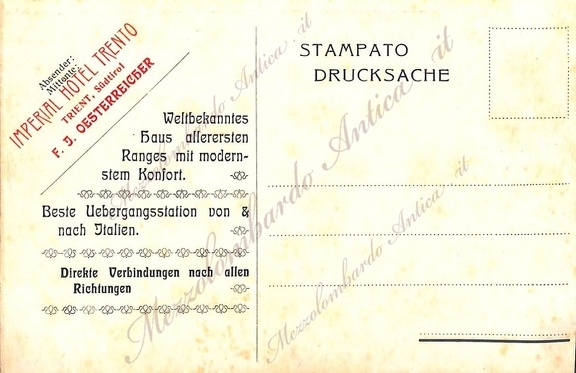 Absender:
Mittente:
IMPERIAL HOTEL TRENTO
TRIENT, Südtirol
F. J. OESTERREICHER
STAMPATO
DRUCKSACHE
Weltbekanntes
Haus allerersten
Ranges mit modern-
stem Konfort.
Beste Uebergangsstation von &
nach Italien.
Direkte Verbindungen nach allen
Richtungen
Mezzolombardo Antica .it
Mezzolombardo Antica .it
Mezzolombardo Antica .it